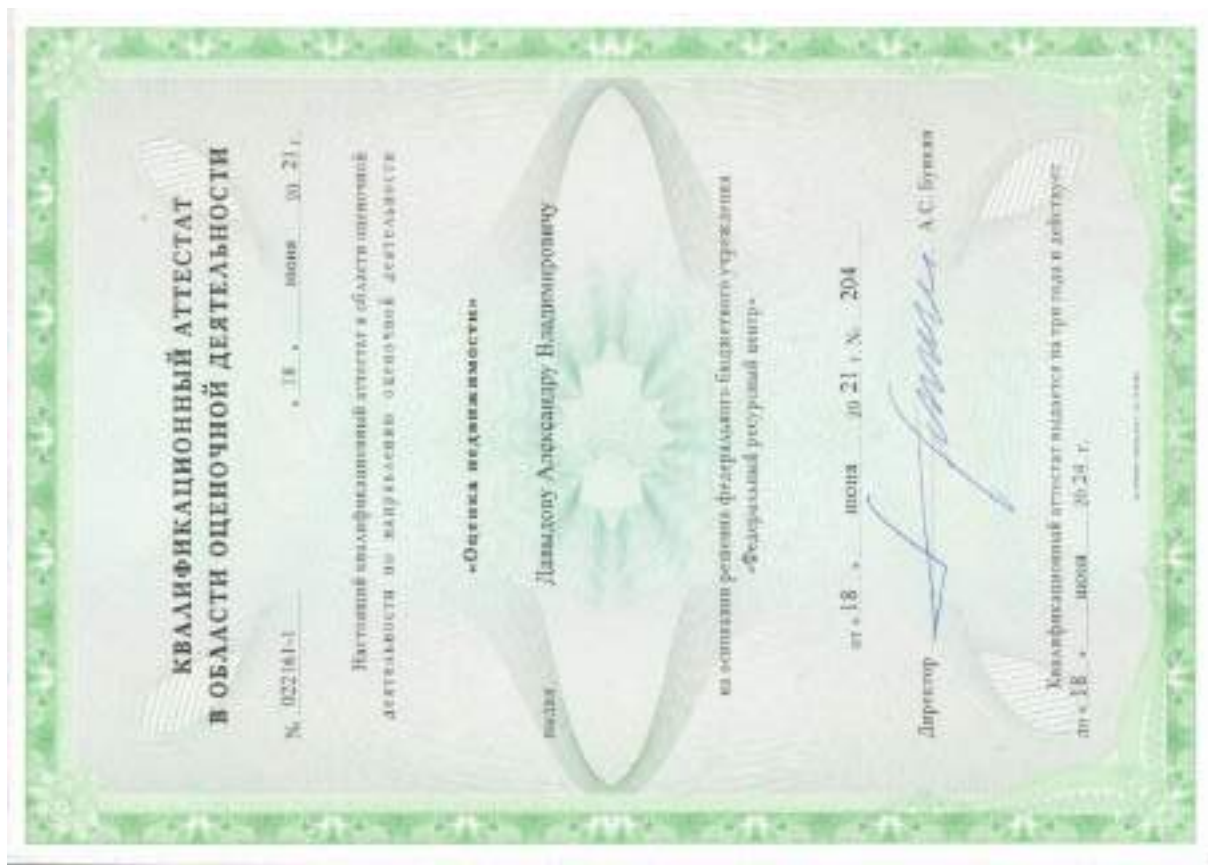 КВАЛИФИКАЦИОННЫЙ АТТЕСТАТ
В ОБЛАСТИ ОЦЕНОЧНОЙ ДЕЯТЕЛЬНОСТИ
№ 022161-1 « 18 » июня 20 21 г.
Настоящий квалификационный аттестат в области оценочной
деятельности по направлению оценочной деятельности
«Оценка недвижимости»
выдан Давыдову Александру Владимировичу
на основании решения федерального бюджетного учреждения
«Федеральный ресурсный центр»
от « 18 » июня 20 21 г. № 204
Директор А.С. Бункин
Квалификационный аттестат выдается на три года и действует
до « 18 » июня 20 24 г.